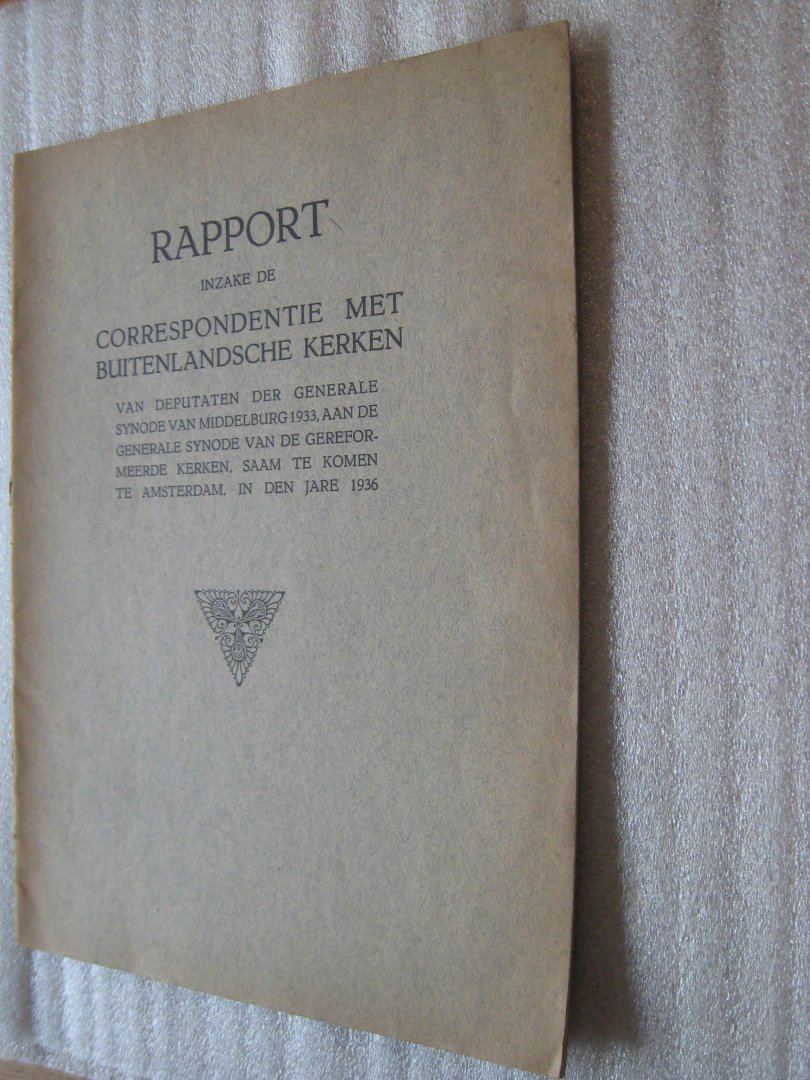 RAPPORT
INZAKE DE
CORRESPONDENTIE MET
BUITENLANDSCHE KERKEN
VAN DEPUTATEN DER GENERALE
SYNODE VAN MIDDELBURG 1933, AAN DE
GENERALE SYNODE VAN DE GEREFOR-
MEERDE KERKEN, SAAM TE KOMEN
TE AMSTERDAM, IN DEN JARE 1936